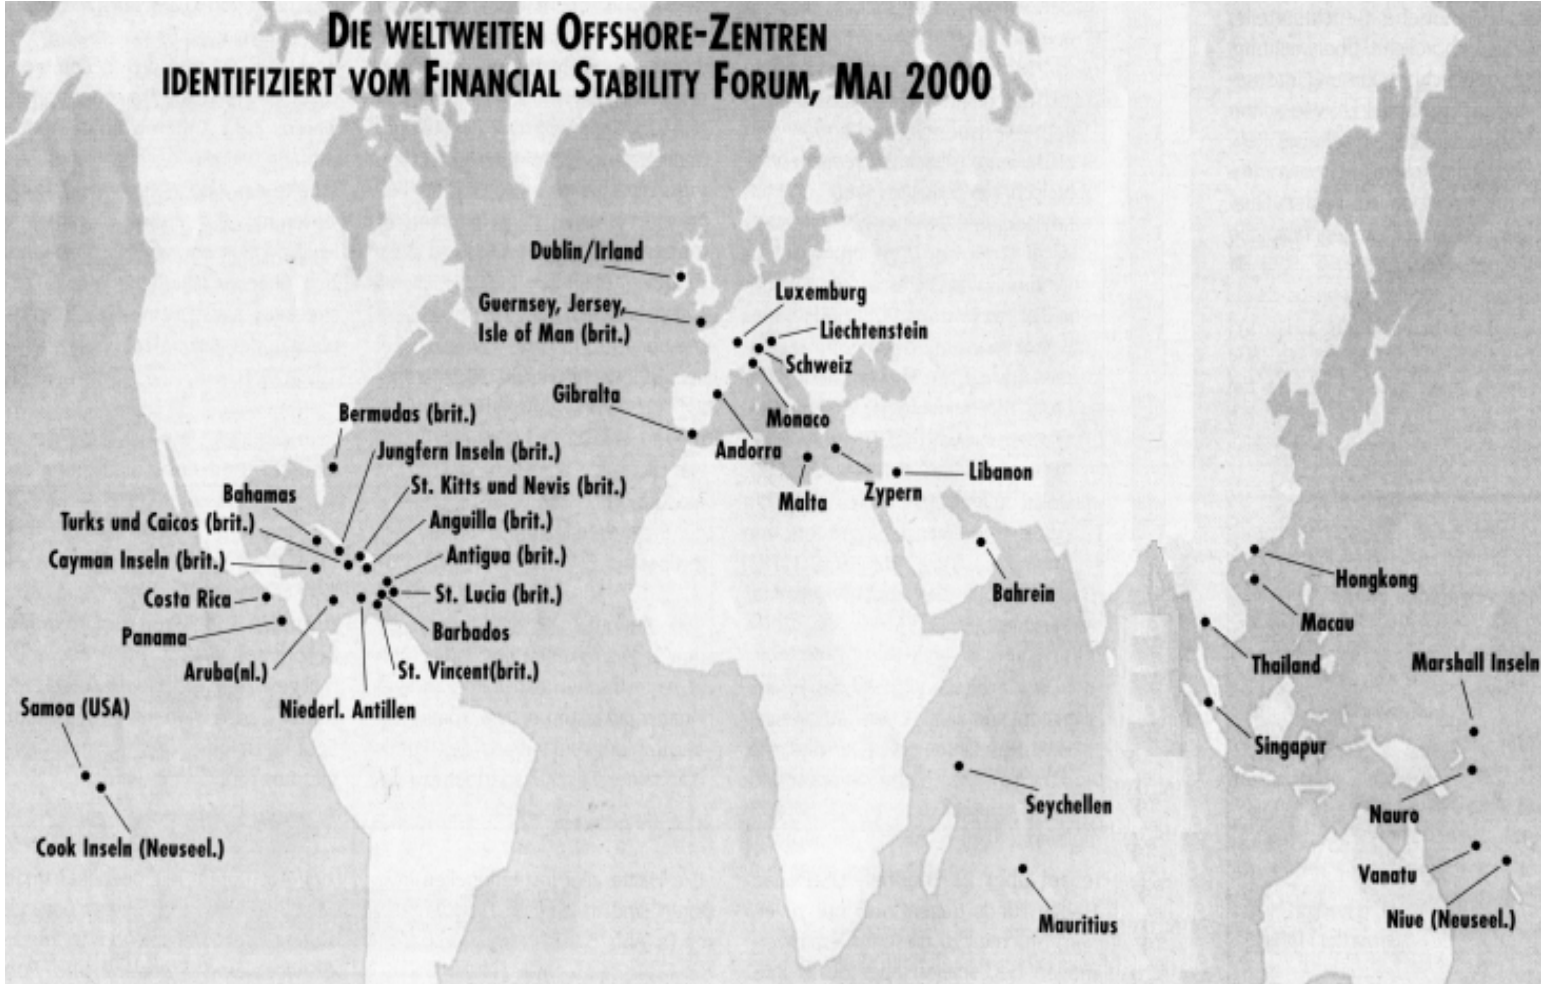 DIE WELTWEITEN OFFSHORE-ZENTREN
IDENTIFIZIERT VOM FINANCIAL STABILITY FORUM, MAI 2000
Dublin/Irland
Guernsey, Jersey,
Isle of Man (brit.)
Luxemburg
Liechtenstein
Schweiz
Gibralta
Monaco
Andorra
Malta
Zypern
Libanon
Bermudas (brit.)
Jungfern Inseln (brit.)
St. Kitts und Nevis (brit.)
Bahamas
Turks und Caicos (brit.)
Anguilla (brit.)
Cayman Inseln (brit.)
Antigua (brit.)
Costa Rica
St. Lucia (brit.)
Panama
Barbados
Aruba(nl.)
St. Vincent(brit.)
Niederl. Antillen
Samoa (USA)
Cook Inseln (Neuseel.)
Bahrein
Hongkong
Macau
Thailand
Marshall Inseln
Singapur
Seychellen
Nauro
Vanatu
Mauritius
Niue (Neuseel.)